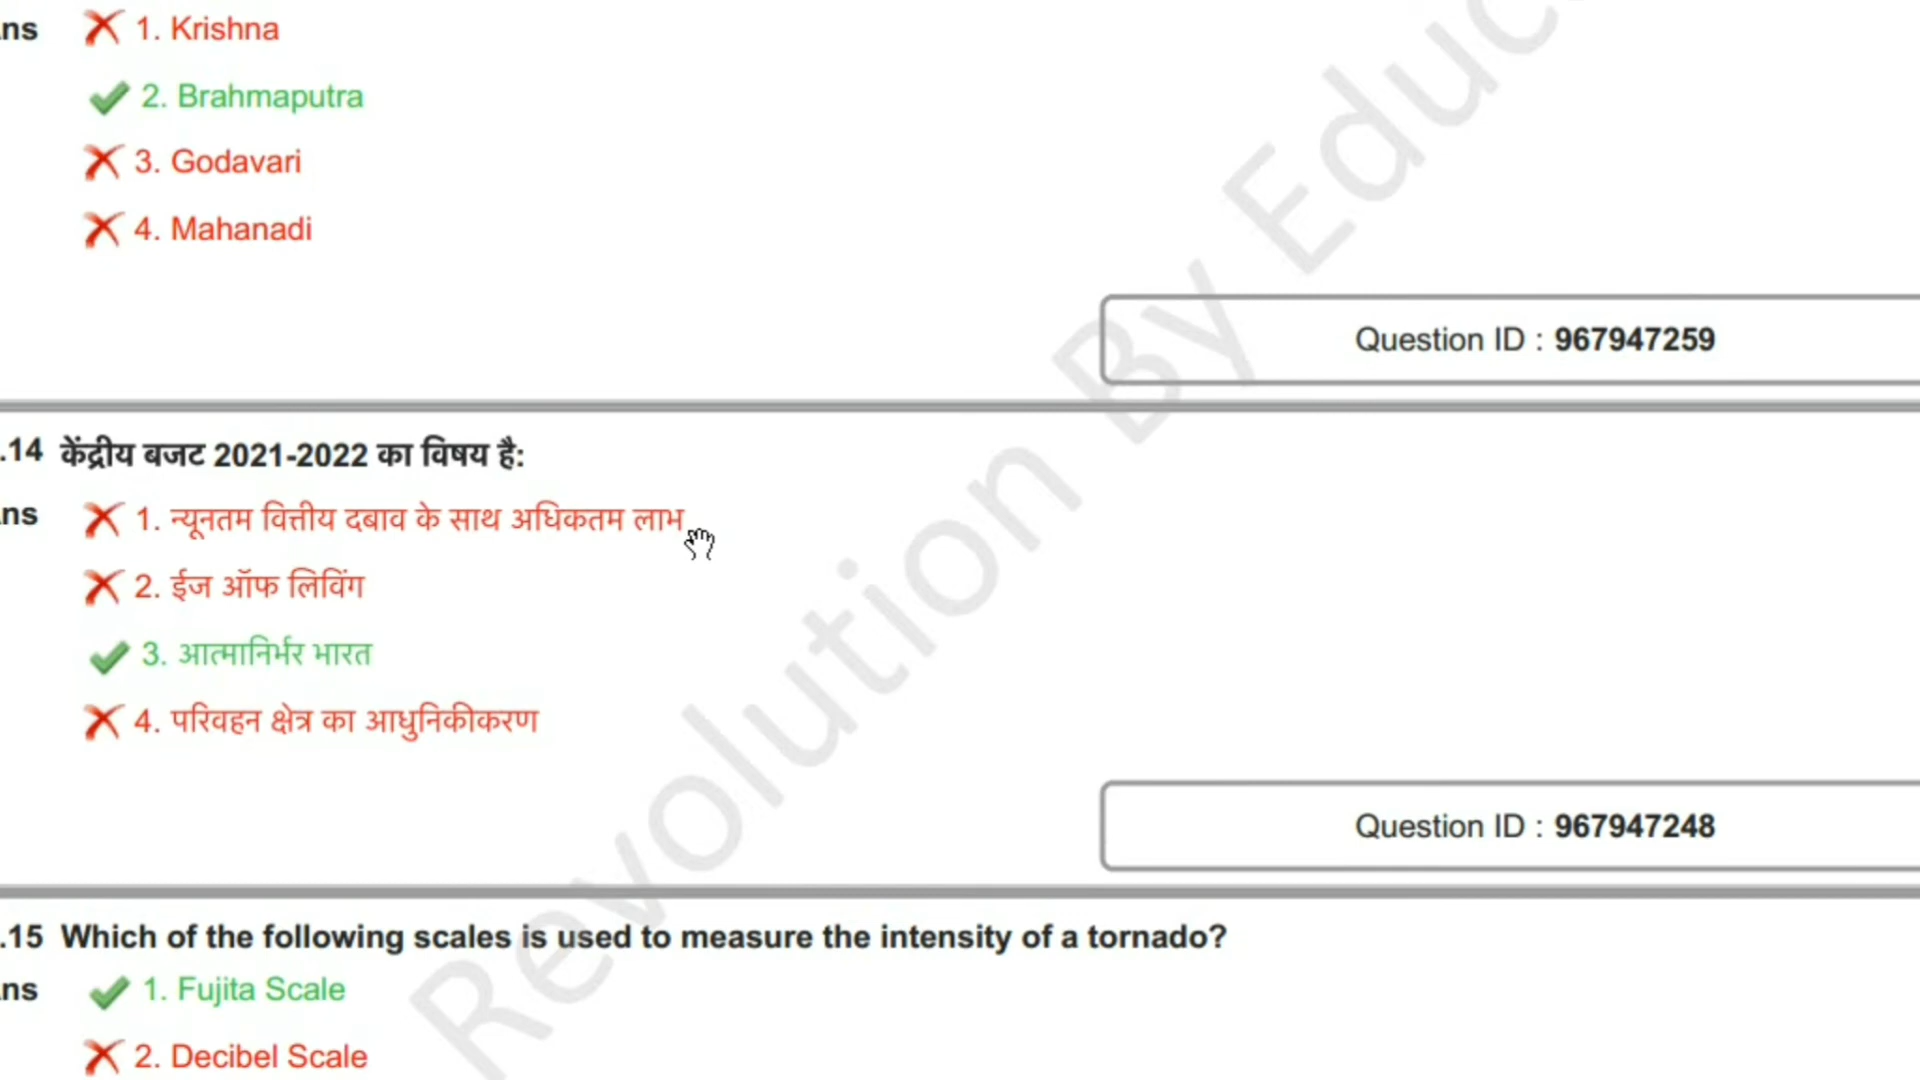 ns 1. Krishna
2. Brahmaputra
3. Godavari
4. Mahanadi
Question ID : 967947259
.14 केंद्रीय बजट 2021-2022 का विषय है:
ns 1. न्यूनतम वित्तीय दबाव के साथ अधिकतम लाभ
2. ईज ऑफ लिविंग
3. आत्मानिर्भर भारत
4. परिवहन क्षेत्र का आधुनिकीकरण
Question ID : 967947248
.15 Which of the following scales is used to measure the intensity of a tornado?
ns 1. Fujita Scale
2. Decibel Scale
Revolution By Educ